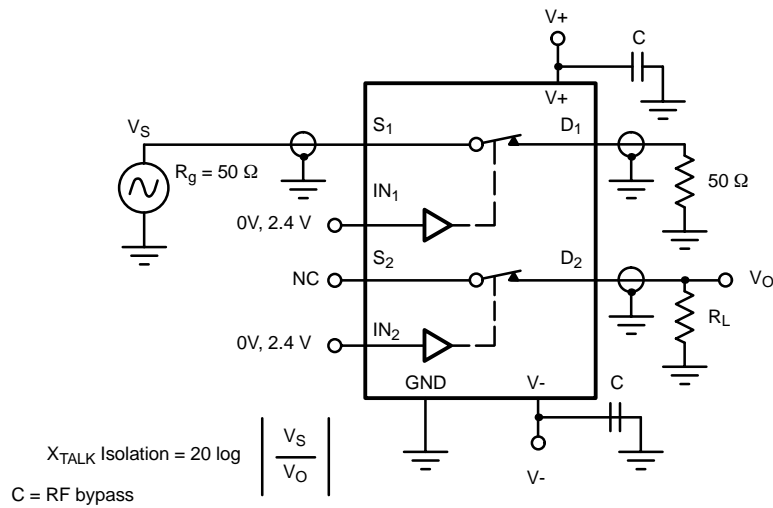 V+
C
V+
VS
S1
D1
Rg = 50 Ω
50 Ω
IN1
0V, 2.4 V
S2
D2
NC
VO
RL
IN2
0V, 2.4 V
GND
V-
C
XTALK Isolation = 20 log | VS / VO |
V-
C = RF bypass